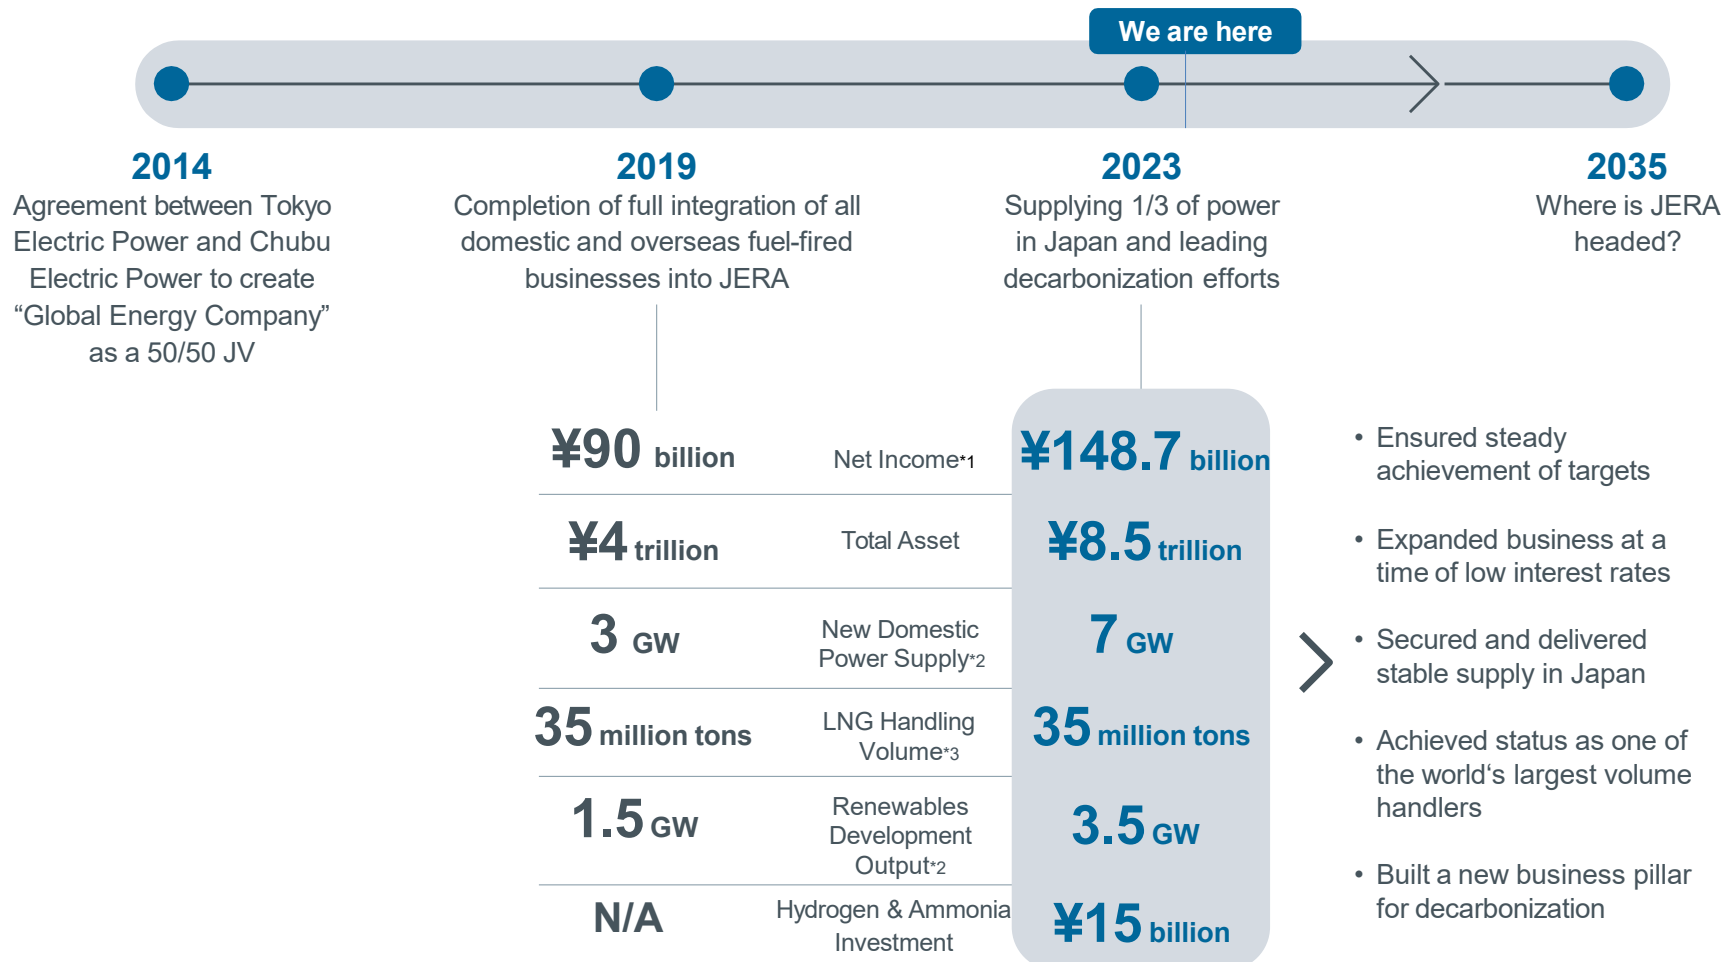 We are here
2014
Agreement between Tokyo
Electric Power and Chubu
Electric Power to create
“Global Energy Company”
as a 50/50 JV
2019
Completion of full integration of all
domestic and overseas fuel-fired
businesses into JERA
2023
Supplying 1/3 of power
in Japan and leading
decarbonization efforts
2035
Where is JERA
headed?
¥90 billion
Net Income*1
¥148.7 billion
¥4 trillion
Total Asset
¥8.5 trillion
3 GW
New Domestic
Power Supply*2
7 GW
35 million tons
LNG Handling
Volume*3
35 million tons
1.5 GW
Renewables
Development
Output*2
3.5 GW
N/A
Hydrogen & Ammonia
Investment
¥15 billion
• Ensured steady
achievement of targets
• Expanded business at a
time of low interest rates
• Secured and delivered
stable supply in Japan
• Achieved status as one of
the world‘s largest volume
handlers
• Built a new business pillar
for decarbonization